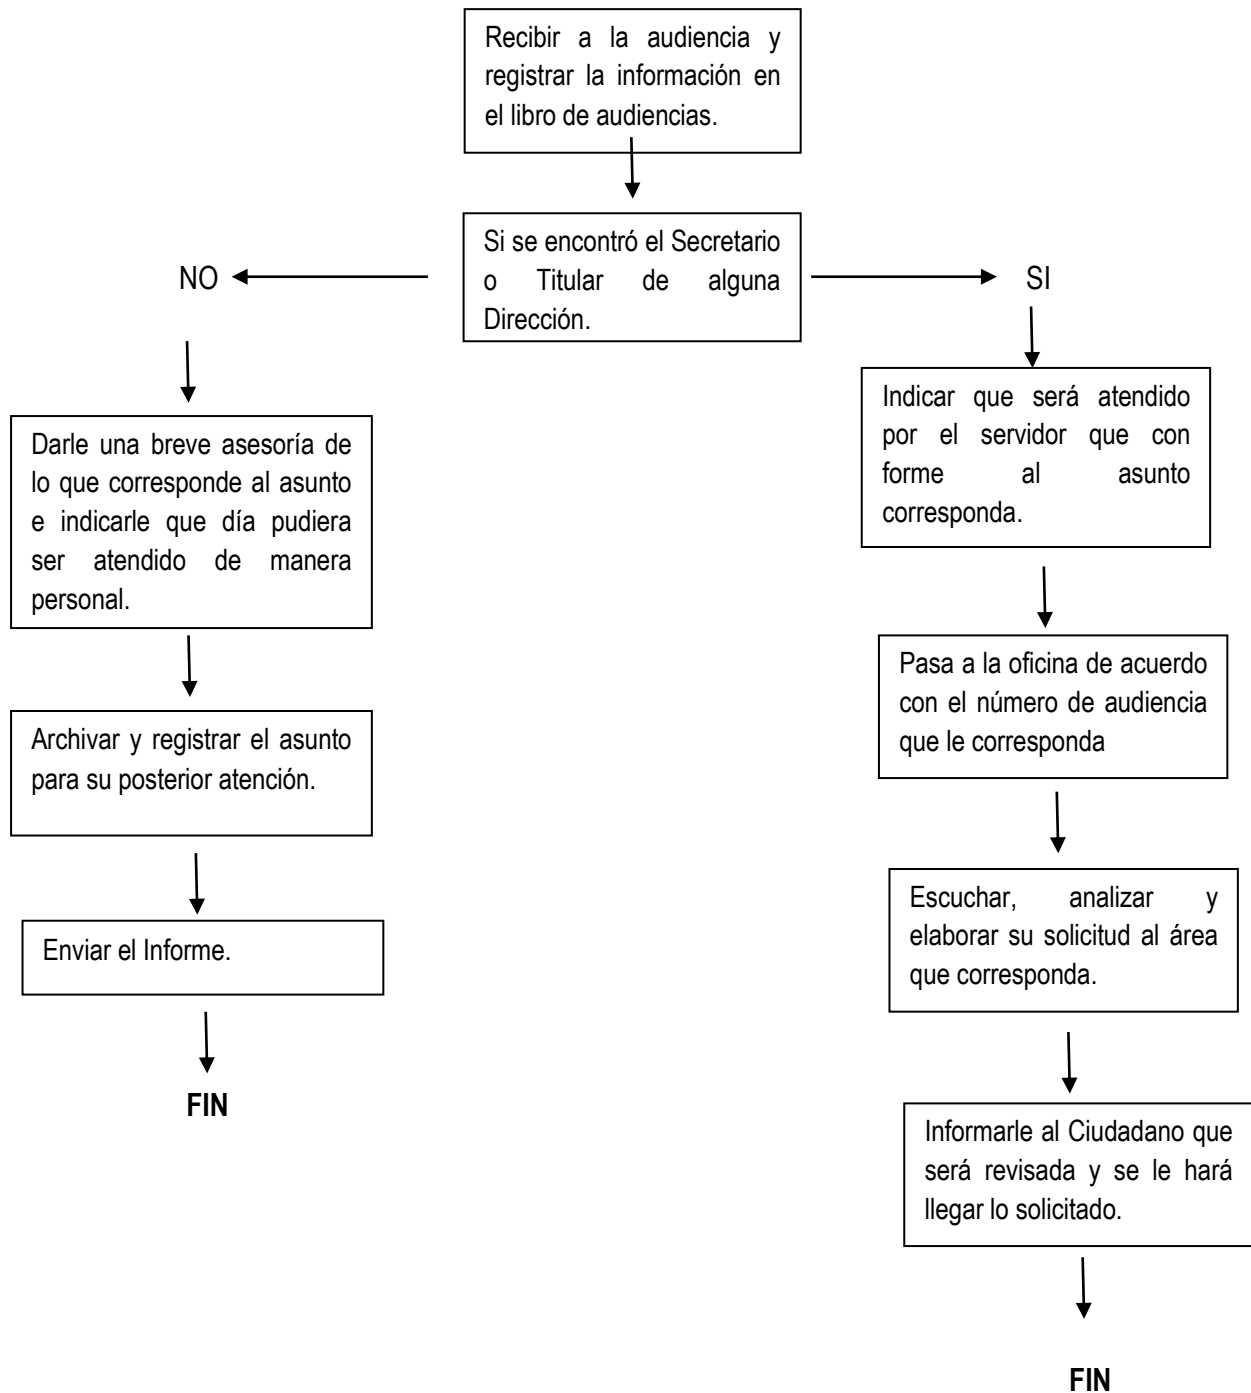 Recibir a la audiencia y
registrar la información en
el libro de audiencias.
Si se encontró el Secretario
o Titular de alguna
Dirección.
NO
SI
Darle una breve asesoría de
lo que corresponde al asunto
e indicarle que día pudiera
ser atendido de manera
personal.
Archivar y registrar el asunto
para su posterior atención.
Enviar el Informe.
FIN
Indicar que será atendido
por el servidor que con
forme al asunto
corresponda.
Pasa a la oficina de acuerdo
con el número de audiencia
que le corresponda
Escuchar, analizar y
elaborar su solicitud al área
que corresponda.
Informarle al Ciudadano que
será revisada y se le hará
llegar lo solicitado.
FIN